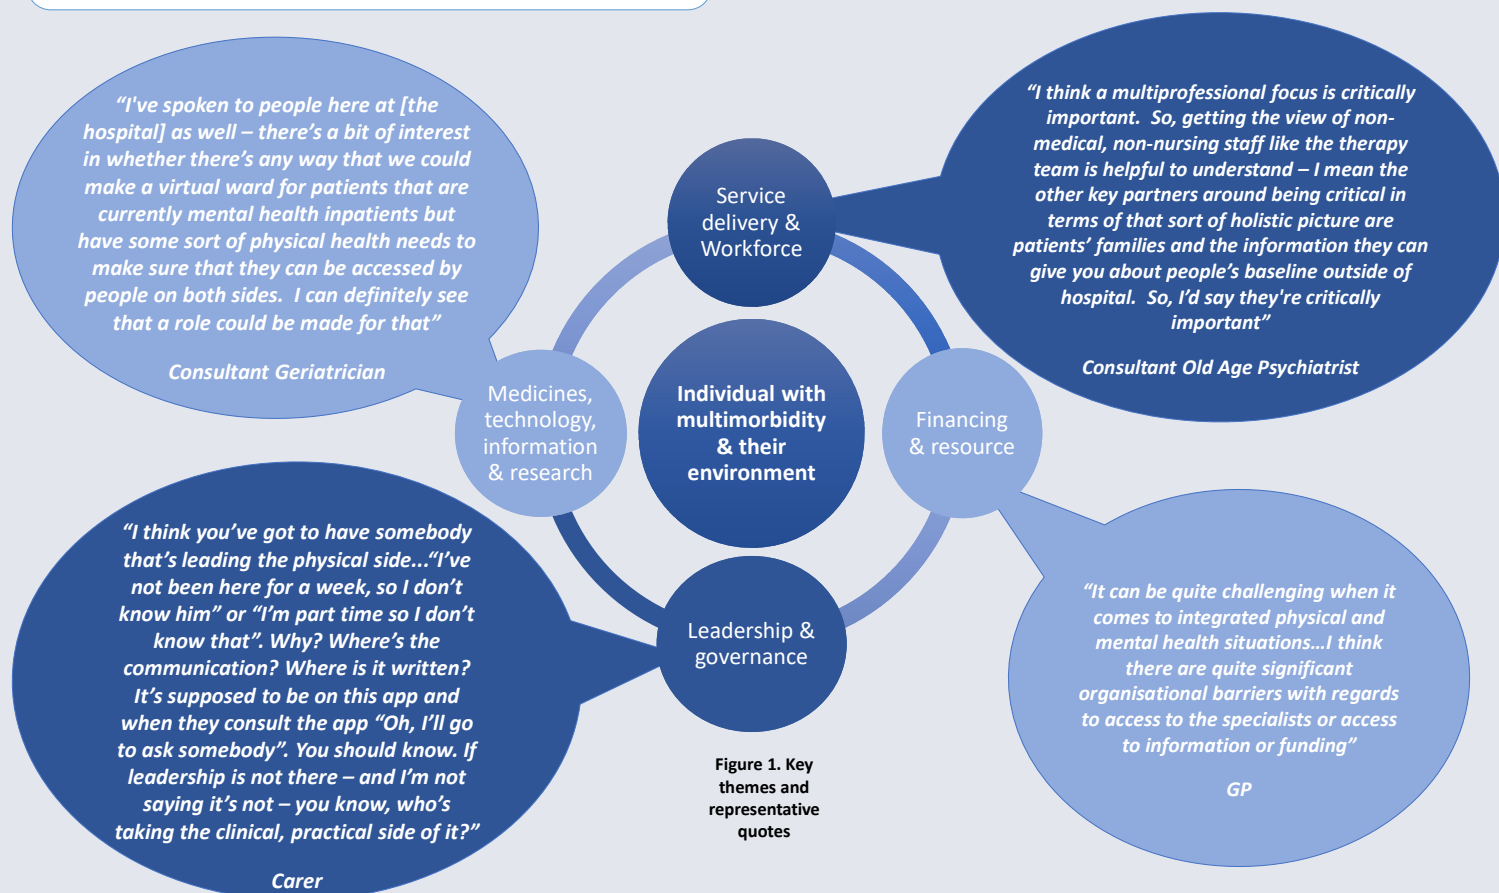 “I've spoken to people here at [the
hospital] as well – there’s a bit of interest
in whether there’s any way that we could
make a virtual ward for patients that are
currently mental health inpatients but
have some sort of physical health needs to
make sure that they can be accessed by
people on both sides.  I can definitely see
that a role could be made for that”
Consultant Geriatrician
“I think a multiprofessional focus is critically
important.  So, getting the view of non-
medical, non-nursing staff like the therapy
team is helpful to understand – I mean the
other key partners around being critical in
terms of that sort of holistic picture are
patients’ families and the information they can
give you about people’s baseline outside of
hospital.  So, I’d say they're critically
important”
Consultant Old Age Psychiatrist
Service
delivery &
Workforce
Medicines,
technology,
information
& research
Individual with
multimorbidity
& their
environment
Financing
& resource
Leadership &
governance
“I think you’ve got to have somebody
that’s leading the physical side...“I’ve
not been here for a week, so I don’t
know him” or “I’m part time so I don’t
know that”. Why? Where’s the
communication? Where is it written?
It’s supposed to be on this app and
when they consult the app “Oh, I’ll go
to ask somebody”. You should know. If
leadership is not there – and I’m not
saying it’s not – you know, who’s
taking the clinical, practical side of it?”
Carer
“It can be quite challenging when it
comes to integrated physical and
mental health situations...I think
there are quite significant
organisational barriers with regards
to access to the specialists or access
to information or funding”
GP
Figure 1. Key
themes and
representative
quotes